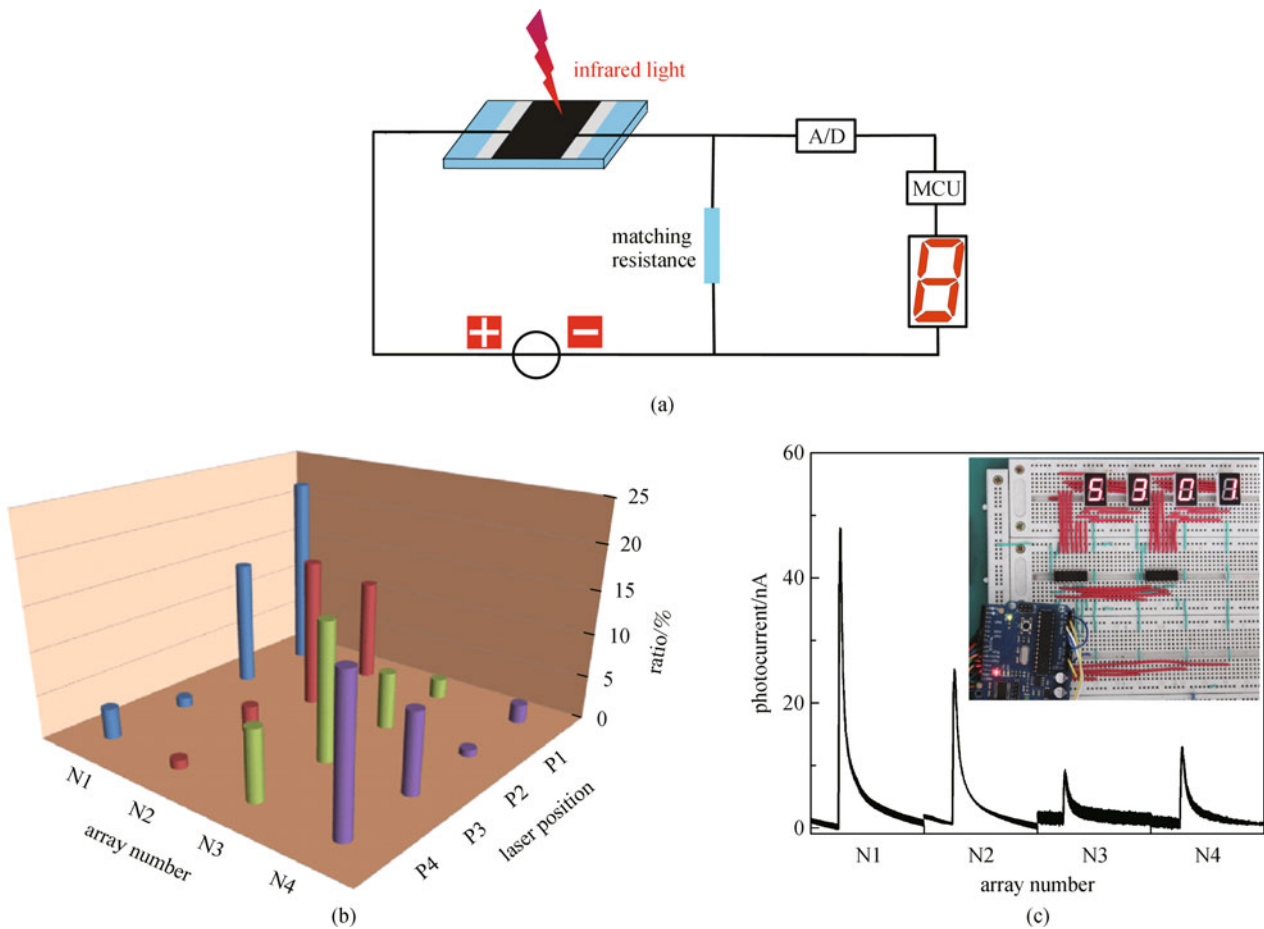 infrared light
A/D
MCU
matching
resistance
8
+
−
(a)
25
20
15
10
5
0
ratio/%
N1
N2
N3
N4
array number
P4
P3
P2
P1
laser position
(b)
60
40
20
0
photocurrent/nA
5 3 0 1
N1 N2 N3 N4
array number
(c)